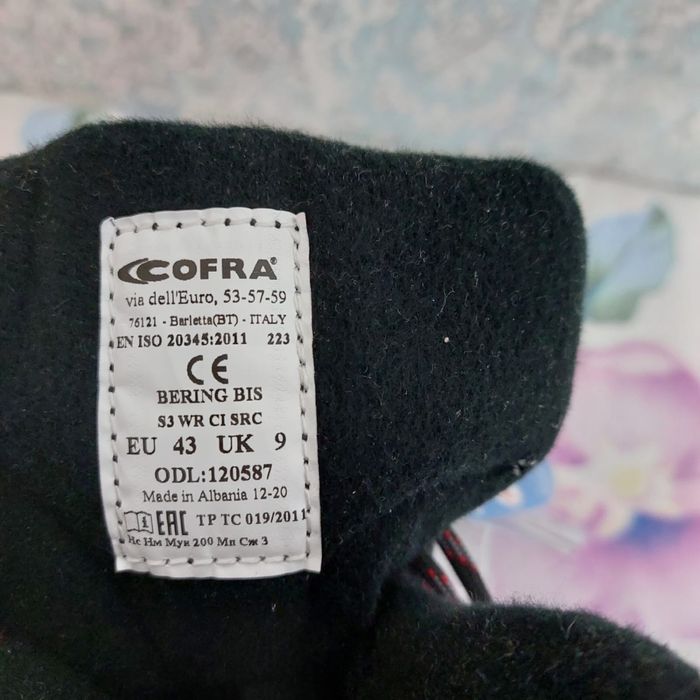 COFRA®
via dell'Euro, 53-57-59
76121 - Barletta(BT) - ITALY
EN ISO 20345:2011 223
CE
BERING BIS
S3 WR CI SRC
EU 43 UK 9
ODL:120587
Made in Albania 12-20
i EAC TP TC 019/2011
Нс Нм Мун 200 Мп Сж 3